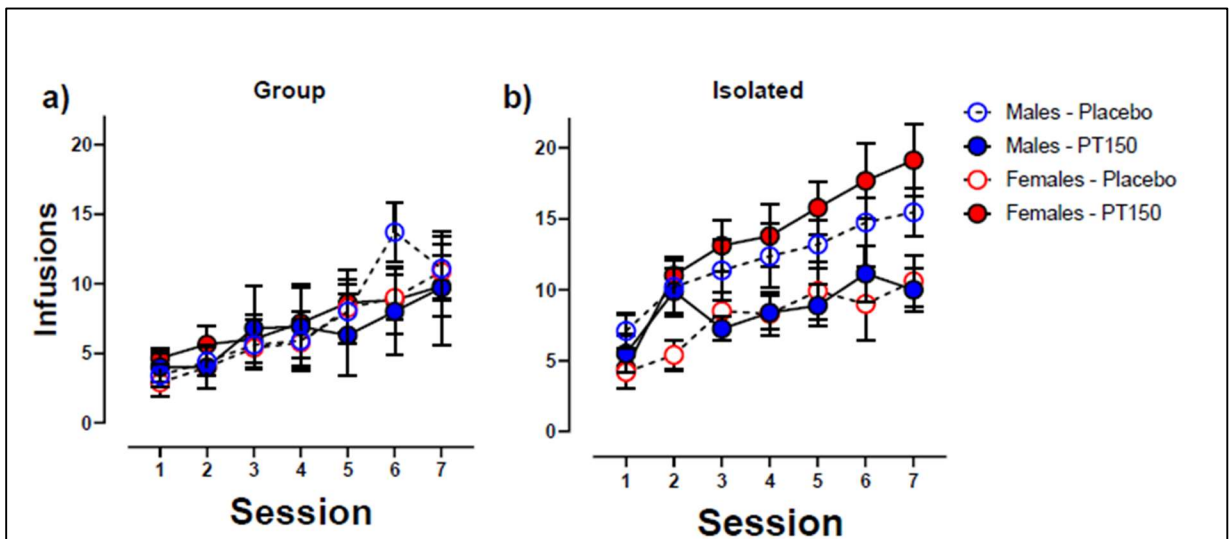 a)
Group
Infusions
20
15
10
5
0
1 2 3 4 5 6 7
Session
b)
Isolated
20
15
10
5
0
1 2 3 4 5 6 7
Session
Males - Placebo
Males - PT150
Females - Placebo
Females - PT150